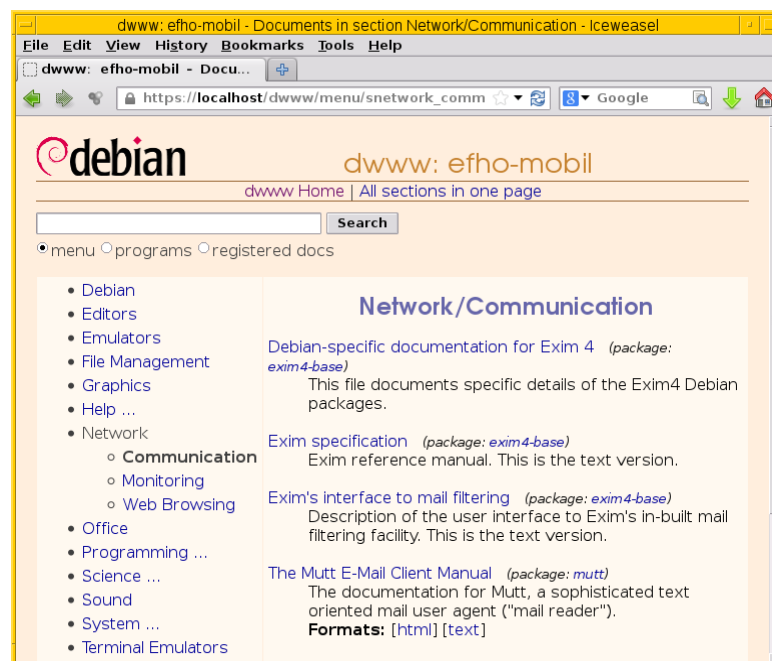 dwww: efho-mobil - Documents in section Network/Communication - Iceweasel
File Edit View History Bookmarks Tools Help
dwww: efho-mobil - Docu...
https://localhost/dwww/menu/snetwork_comm
Google
debian
dwww: efho-mobil
dwww Home | All sections in one page
Search
menu programs registered docs
Debian
Editors
Emulators
File Management
Graphics
Help ...
Network
Communication
Monitoring
Web Browsing
Office
Programming ...
Science ...
Sound
System ...
Terminal Emulators
Network/Communication
Debian-specific documentation for Exim 4 (package:
exim4-base)
This file documents specific details of the Exim4 Debian
packages.
Exim specification (package: exim4-base)
Exim reference manual. This is the text version.
Exim's interface to mail filtering (package: exim4-base)
Description of the user interface to Exim's in-built mail
filtering facility. This is the text version.
The Mutt E-Mail Client Manual (package: mutt)
The documentation for Mutt, a sophisticated text
oriented mail user agent ("mail reader").
Formats: [html] [text]